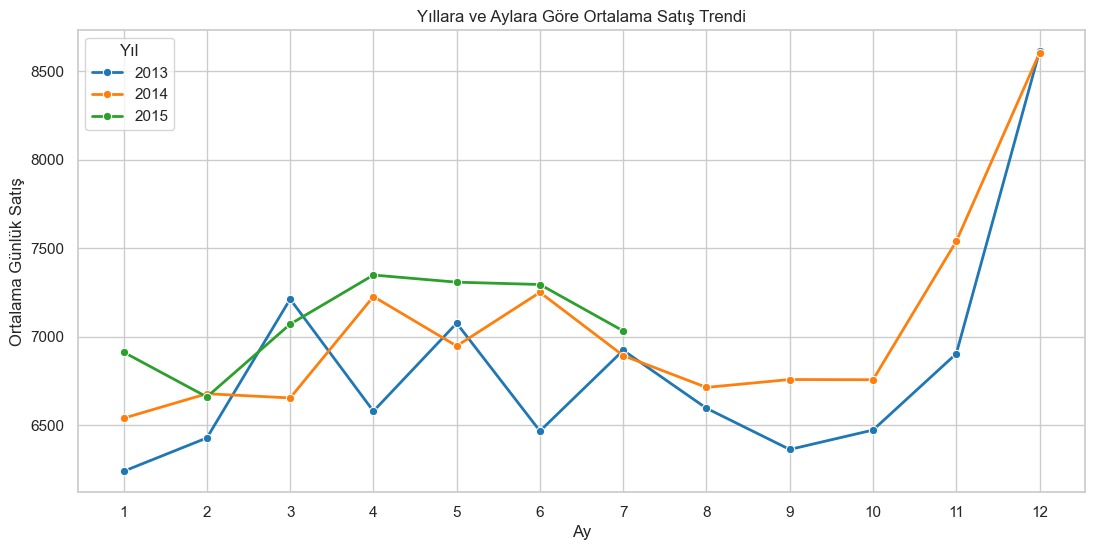 Yıllara ve Aylara Göre Ortalama Satış Trendi
Yıl
2013
2014
2015
Ortalama Günlük Satış
8500
8000
7500
7000
6500
1 2 3 4 5 6 7 8 9 10 11 12
Ay